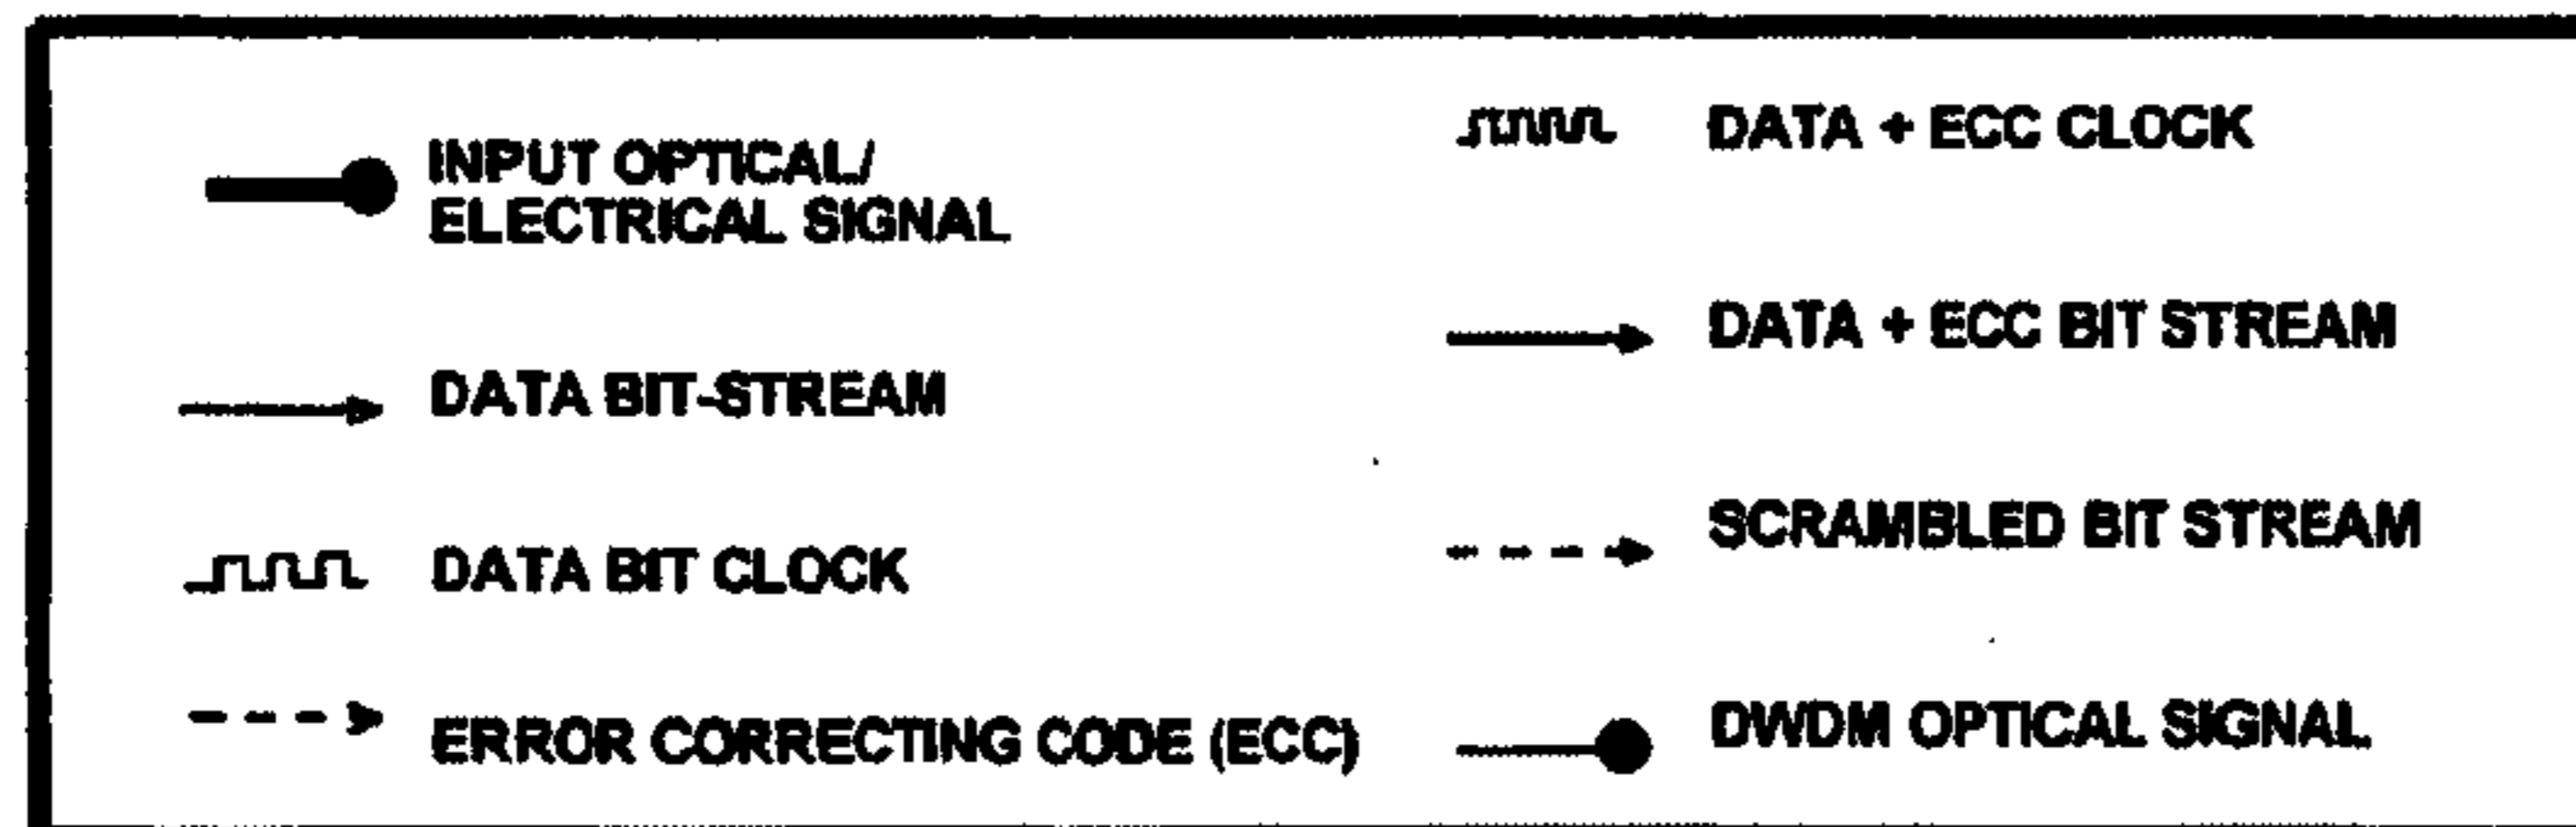 INPUT OPTICAL/
ELECTRICAL SIGNAL
DATA BIT-STREAM
DATA BIT CLOCK
ERROR CORRECTING CODE (ECC)
DATA + ECC CLOCK
DATA + ECC BIT STREAM
SCRAMBLED BIT STREAM
DWDM OPTICAL SIGNAL